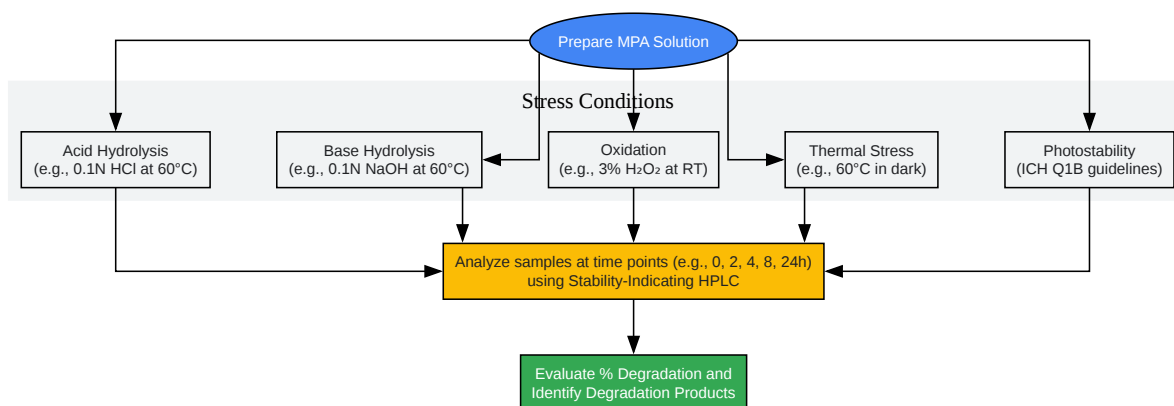 Prepare MPA Solution
Stress Conditions
Acid Hydrolysis
(e.g., 0.1N HCl at 60°C)
Base Hydrolysis
(e.g., 0.1N NaOH at 60°C)
Oxidation
(e.g., 3% H₂O₂ at RT)
Thermal Stress
(e.g., 60°C in dark)
Photostability
(ICH Q1B guidelines)
Analyze samples at time points (e.g., 0, 2, 4, 8, 24h)
using Stability-Indicating HPLC
Evaluate % Degradation and
Identify Degradation Products